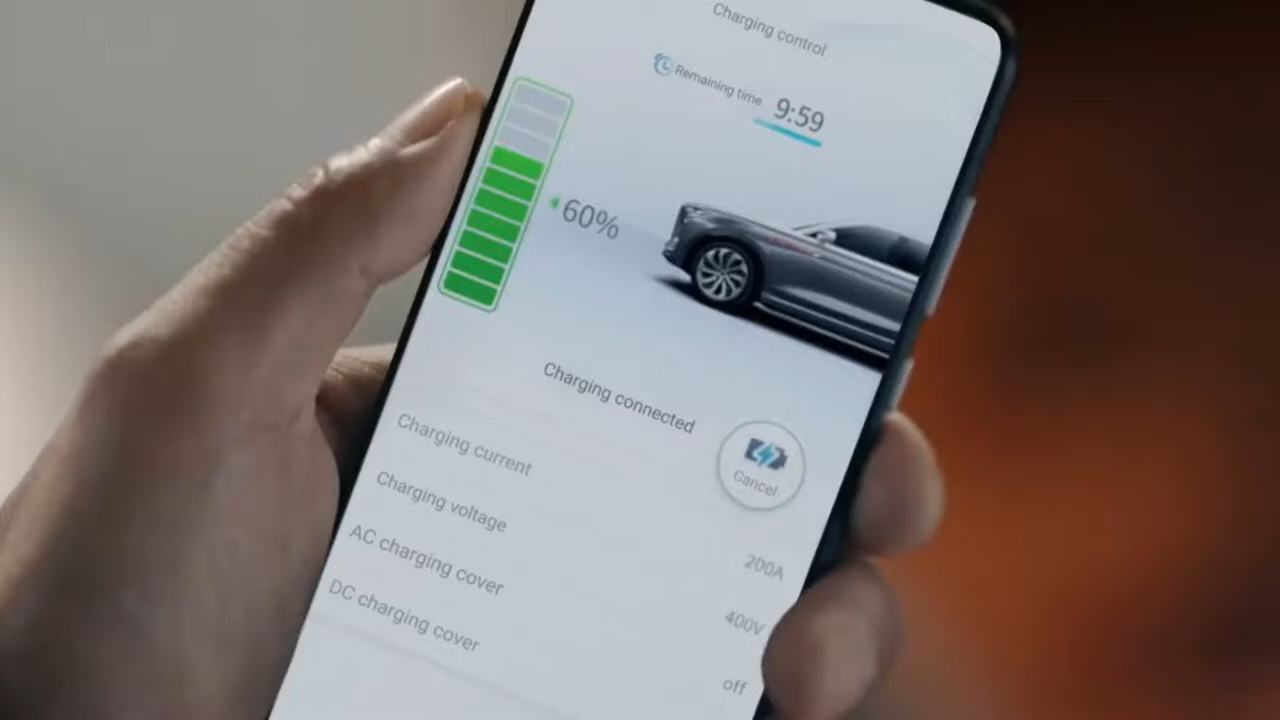 Charging control
Remaining time 9:59
60%
Charging connected
Cancel
Charging current 200A
Charging voltage 400V
AC charging cover off
DC charging cover